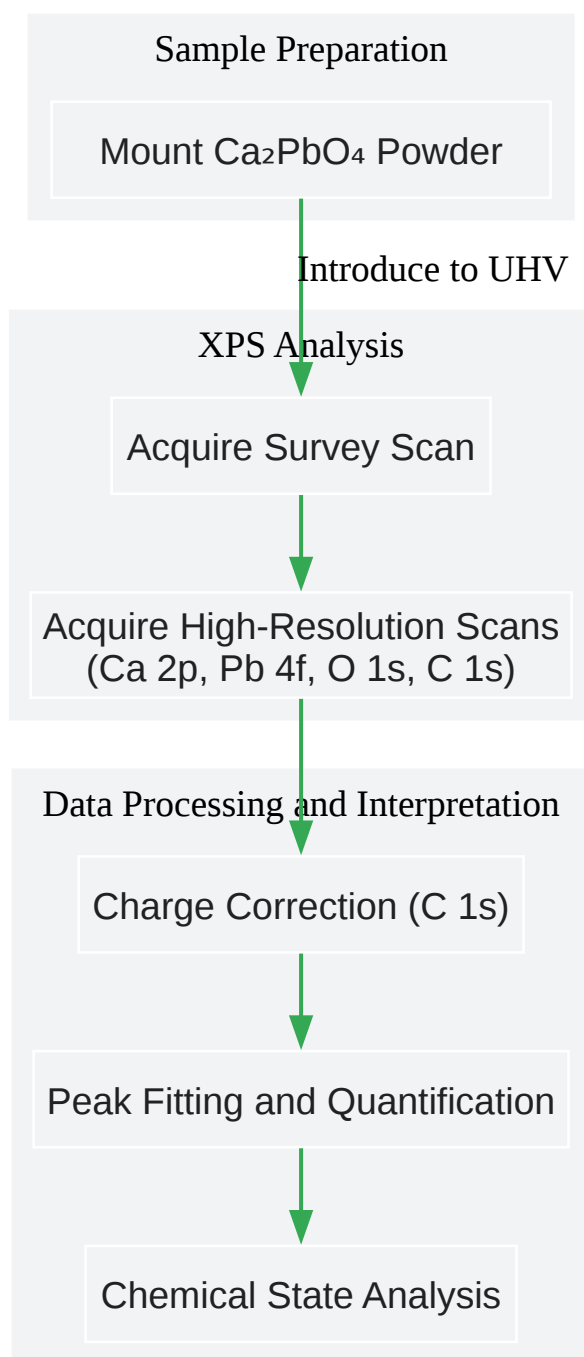 Sample Preparation
Mount Ca₂PbO₄ Powder
Introduce to UHV
XPS Analysis
Acquire Survey Scan
Acquire High-Resolution Scans
(Ca 2p, Pb 4f, O 1s, C 1s)
Data Processing and Interpretation
Charge Correction (C 1s)
Peak Fitting and Quantification
Chemical State Analysis